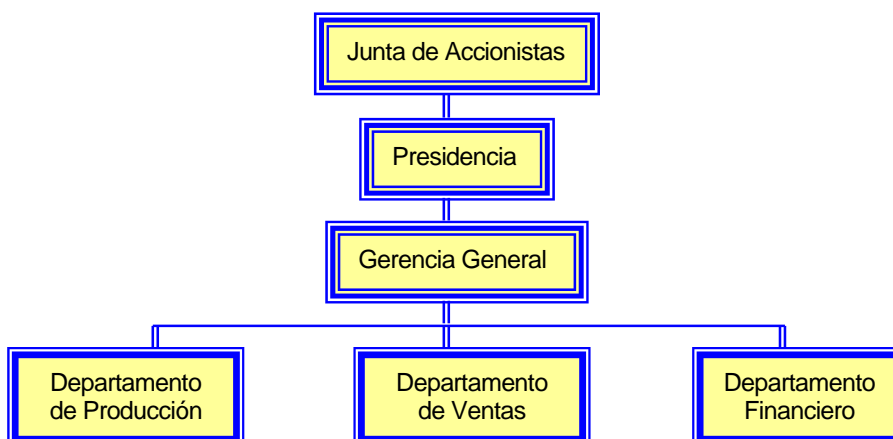 Junta de Accionistas
Presidencia
Gerencia General
Departamento
de Producción
Departamento
de Ventas
Departamento
Financiero